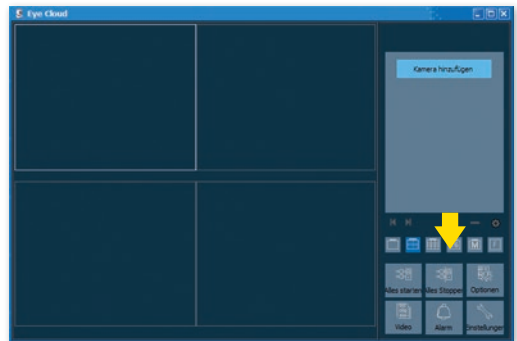 Eye Cloud
Kamera hinzufügen
M
Alles starten
Alles Stoppen
Optionen
Video
Alarm
Einstellungen